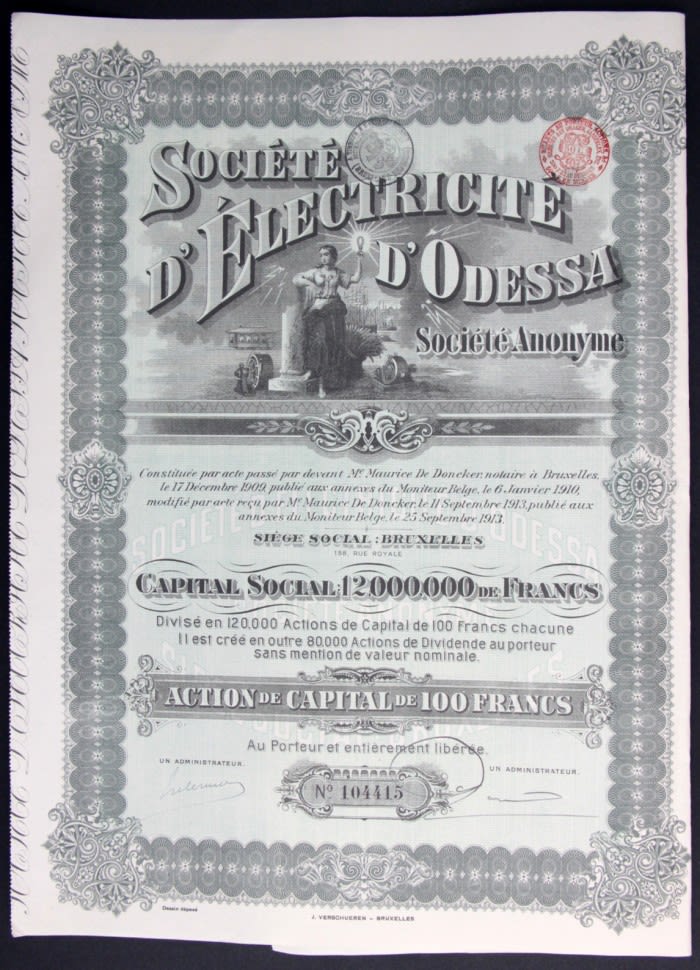 SOCIÉTÉ
D'ÉLECTRICITÉ
D'ODESSA
Société Anonyme
Constituée par acte passé par devant Me Maurice De Doncker, notaire à Bruxelles,
le 17 Décembre 1909, publié aux annexes du Moniteur Belge, le 6 Janvier 1910,
modifié par acte reçu par Me Maurice De Doncker, le 11 Septembre 1913, publié aux
annexes du Moniteur Belge, le 25 Septembre 1913.
SIÉGE SOCIAL : BRUXELLES
158, RUE ROYALE
CAPITAL SOCIAL: 12.000.000 DE FRANCS
Divisé en 120.000 Actions de Capital de 100 Francs chacune
Il est créé en outre 80.000 Actions de Dividende au porteur
sans mention de valeur nominale.
ACTION DE CAPITAL DE 100 FRANCS
Au Porteur et entièrement libérée.
UN ADMINISTRATEUR.
UN ADMINISTRATEUR.
No 104415
Dessin déposé
J. VERSCHUEREN - BRUXELLES